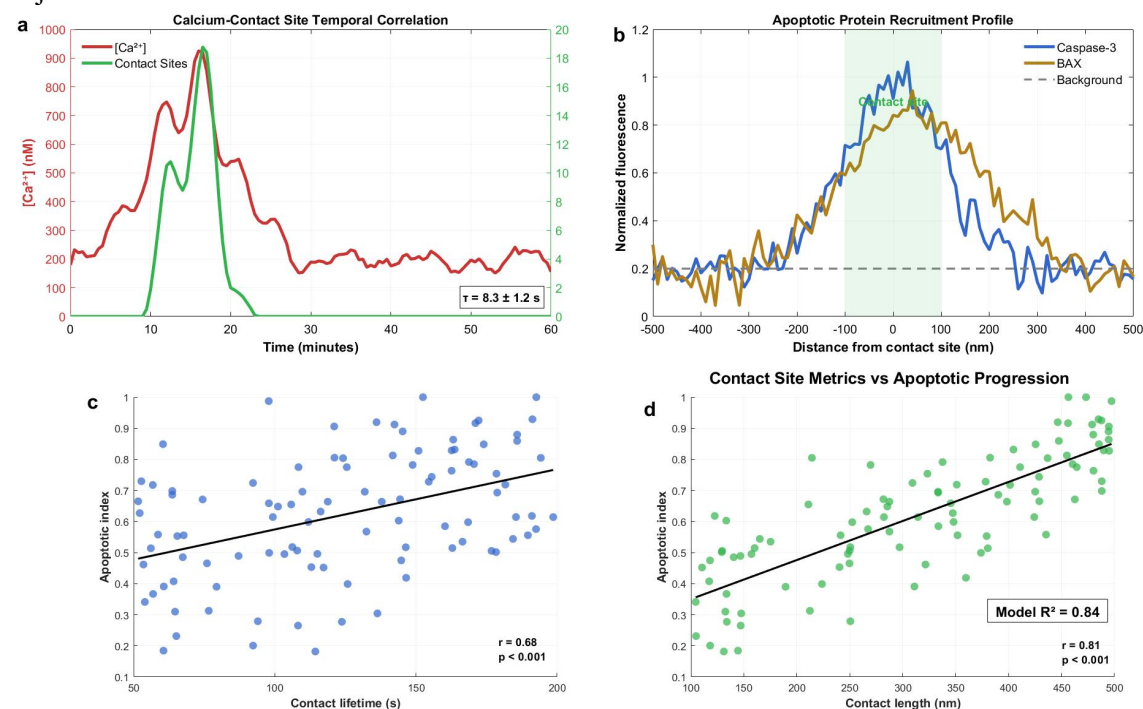 a
Calcium-Contact Site Temporal Correlation
1000
900
800
700
600
500
400
300
200
100
0
[Ca²⁺] (nM)
[Ca²⁺]
Contact Sites
20
18
16
14
12
10
8
6
4
2
0
τ = 8.3 ± 1.2 s
0 10 20 30 40 50 60
Time (minutes)
b
Apoptotic Protein Recruitment Profile
1.2
1
0.8
0.6
0.4
0.2
0
Normalized fluorescence
Caspase-3
BAX
Background
Contact site
-500 -400 -300 -200 -100 0 100 200 300 400 500
Distance from contact site (nm)
c
1
0.9
0.8
0.7
0.6
0.5
0.4
0.3
0.2
0.1
Apoptotic index
r = 0.68
p < 0.001
50 100 150 200
Contact lifetime (s)
Contact Site Metrics vs Apoptotic Progression
d
1
0.9
0.8
0.7
0.6
0.5
0.4
0.3
0.2
0.1
Apoptotic index
Model R² = 0.84
r = 0.81
p < 0.001
100 150 200 250 300 350 400 450 500
Contact length (nm)